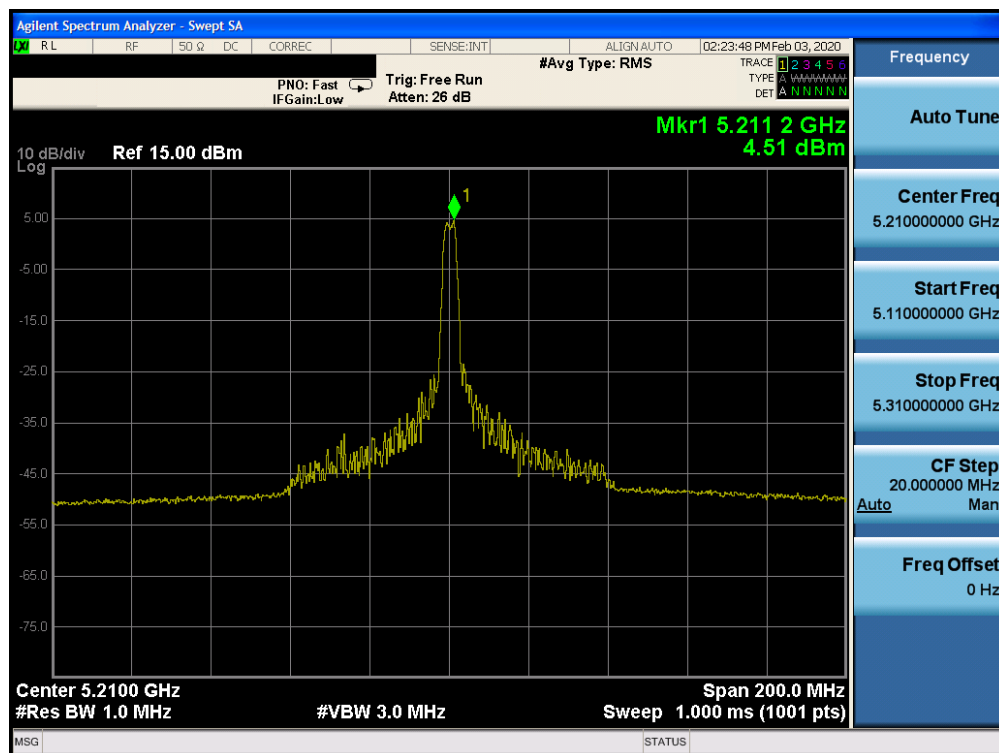 Agilent Spectrum Analyzer - Swept SA
LXI RL RF 50 Ω DC CORREC SENSE:INT ALIGN AUTO 02:23:48 PM Feb 03, 2020
#Avg Type: RMS
TRACE 1 2 3 4 5 6
TYPE A WWWWW
DET A N N N N N
PNO: Fast
IFGain:Low
Trig: Free Run
Atten: 26 dB
Mkr1 5.211 2 GHz
4.51 dBm
10 dB/div Ref 15.00 dBm
Log
1
5.00
-5.00
-15.0
-25.0
-35.0
-45.0
-55.0
-65.0
-75.0
Center 5.2100 GHz Span 200.0 MHz
#Res BW 1.0 MHz #VBW 3.0 MHz Sweep 1.000 ms (1001 pts)
MSG STATUS
Frequency
Auto Tune
Center Freq
5.210000000 GHz
Start Freq
5.110000000 GHz
Stop Freq
5.310000000 GHz
CF Step
20.000000 MHz
Auto Man
Freq Offset
0 Hz